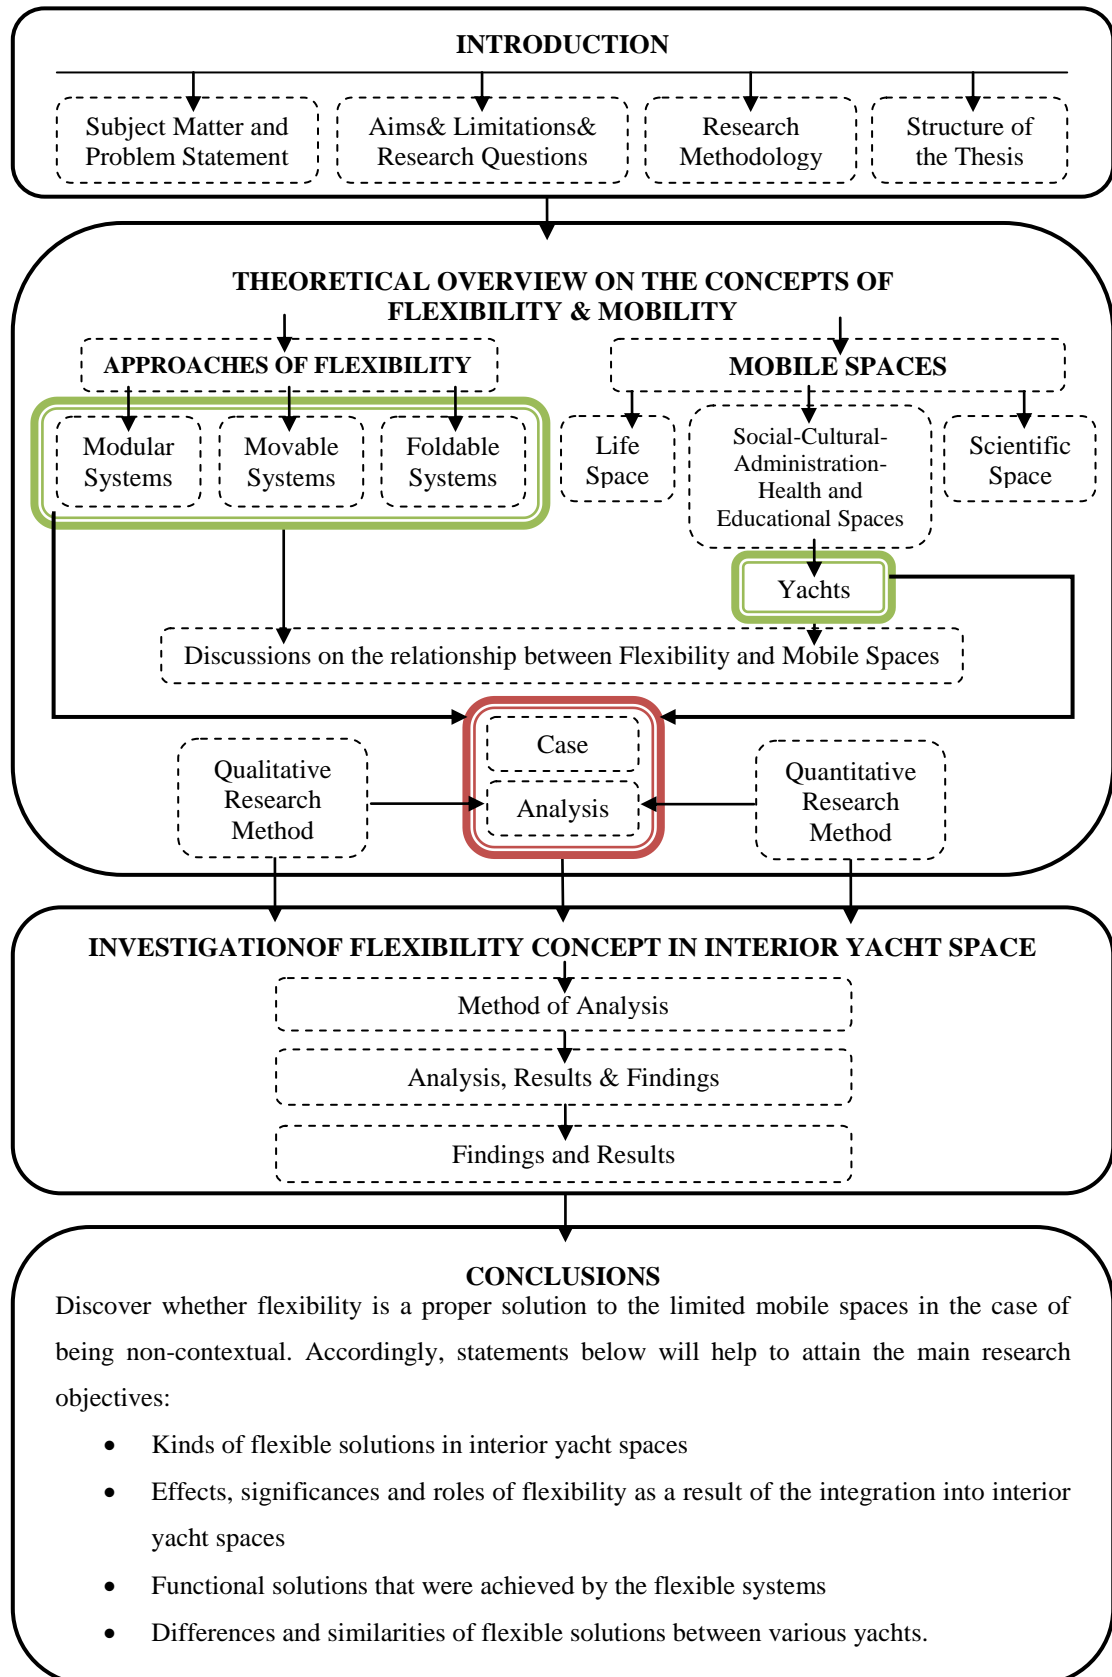 INTRODUCTION
Subject Matter and
Problem Statement
Aims& Limitations&
Research Questions
Research
Methodology
Structure of
the Thesis
THEORETICAL OVERVIEW ON THE CONCEPTS OF
FLEXIBILITY & MOBILITY
APPROACHES OF FLEXIBILITY
MOBILE SPACES
Modular
Systems
Movable
Systems
Foldable
Systems
Life
Space
Social-Cultural-
Administration-
Health and
Educational Spaces
Scientific
Space
Yachts
Discussions on the relationship between Flexibility and Mobile Spaces
Qualitative
Research
Method
Case
Analysis
Quantitative
Research
Method
INVESTIGATIONOF FLEXIBILITY CONCEPT IN INTERIOR YACHT SPACE
Method of Analysis
Analysis, Results & Findings
Findings and Results
CONCLUSIONS
Discover whether flexibility is a proper solution to the limited mobile spaces in the case of
being non-contextual. Accordingly, statements below will help to attain the main research
objectives:
• Kinds of flexible solutions in interior yacht spaces
• Effects, significances and roles of flexibility as a result of the integration into interior
yacht spaces
• Functional solutions that were achieved by the flexible systems
• Differences and similarities of flexible solutions between various yachts.